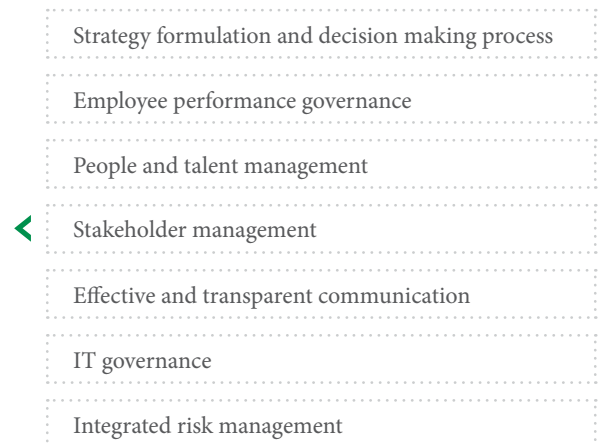 Strategy formulation and decision making process
Employee performance governance
People and talent management
Stakeholder management
Effective and transparent communication
IT governance
Integrated risk management